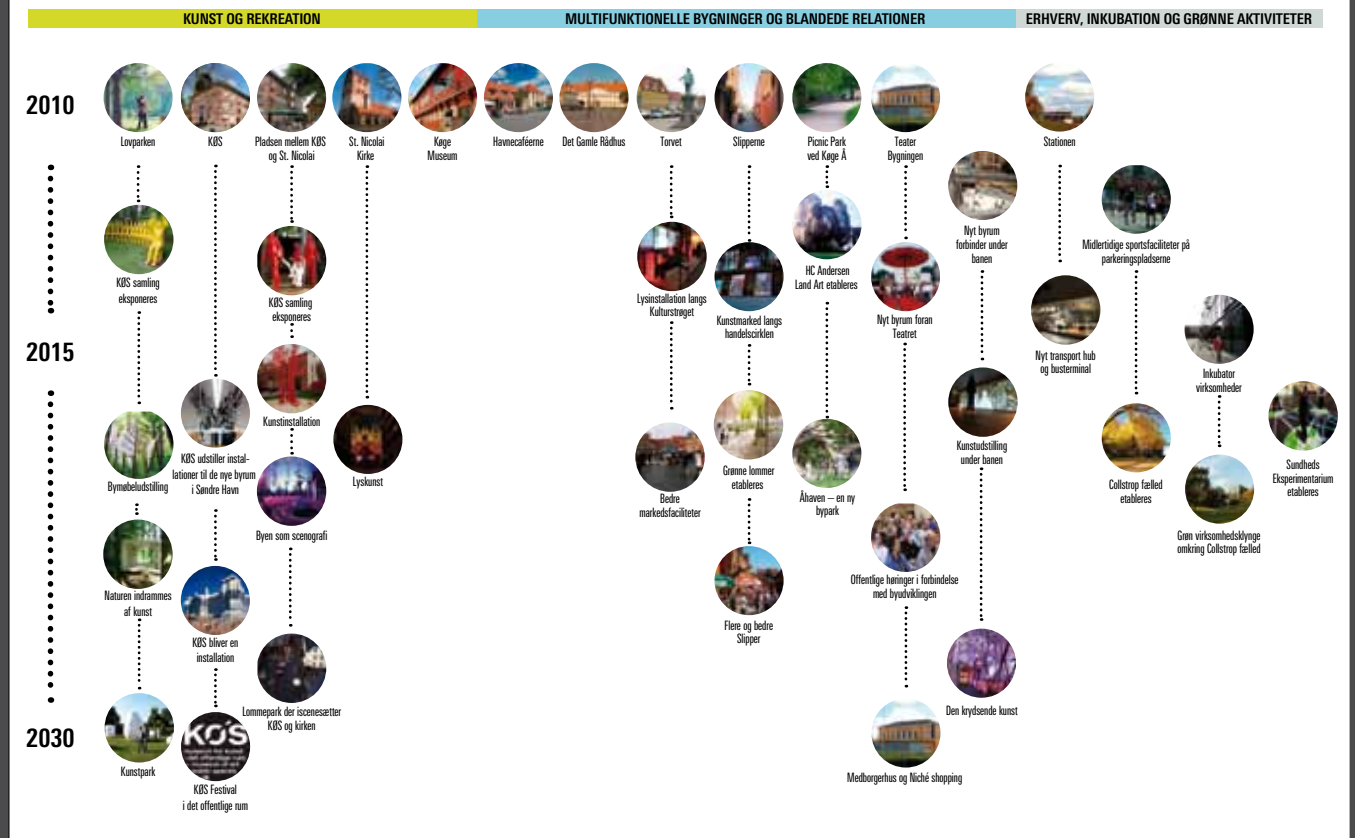 KUNST OG REKREATION
MULTIFUNKTIONELLE BYGNINGER OG BLANDEDE RELATIONER
ERHVERV, INKUBATION OG GRØNNE AKTIVITETER
2010
Lovparken
KØS
Pladsen mellem KØS
og St. Nicolai
St. Nicolai
Kirke
Køge
Museum
Havnecaféerne
Det Gamle Rådhus
Torvet
Slipperne
Picnic Park
ved Køge Å
Teater
Bygningen
Stationen
Nyt byrum
forbinder under
banen
Midlertidige sportsfaciliteter på
parkeringspladserne
KØS samling
eksponeres
KØS samling
eksponeres
Lysinstallation langs
Kulturstrøget
Kunstmarked langs
handelscirklen
HC Andersen
Land Art etableres
Nyt byrum foran
Teatret
2015
Nyt transport hub
og busterminal
Inkubator
virksomheder
Kunstinstallation
Bymøbeludstilling
KØS udstiller instal-
lationer til de nye byrum
i Søndre Havn
Lyskunst
Bedre
markedsfaciliteter
Grønne lommer
etableres
Åhaven – en ny
bypark
Kunstudstilling
under banen
Collstrop fælled
etableres
Sundheds
Eksperimentarium
etableres
Byen som scenografi
Grøn virksomhedsklynge
omkring Collstrop fælled
Naturen indrammes
af kunst
Offentlige høringer i forbindelse
med byudviklingen
Flere og bedre
Slipper
KØS bliver en
installation
Lommepark der iscenesætter
KØS og kirken
Den krydsende kunst
2030
Kunstpark
KØS
KØS Festival
i det offentlige rum
Medborgerhus og Niché shopping